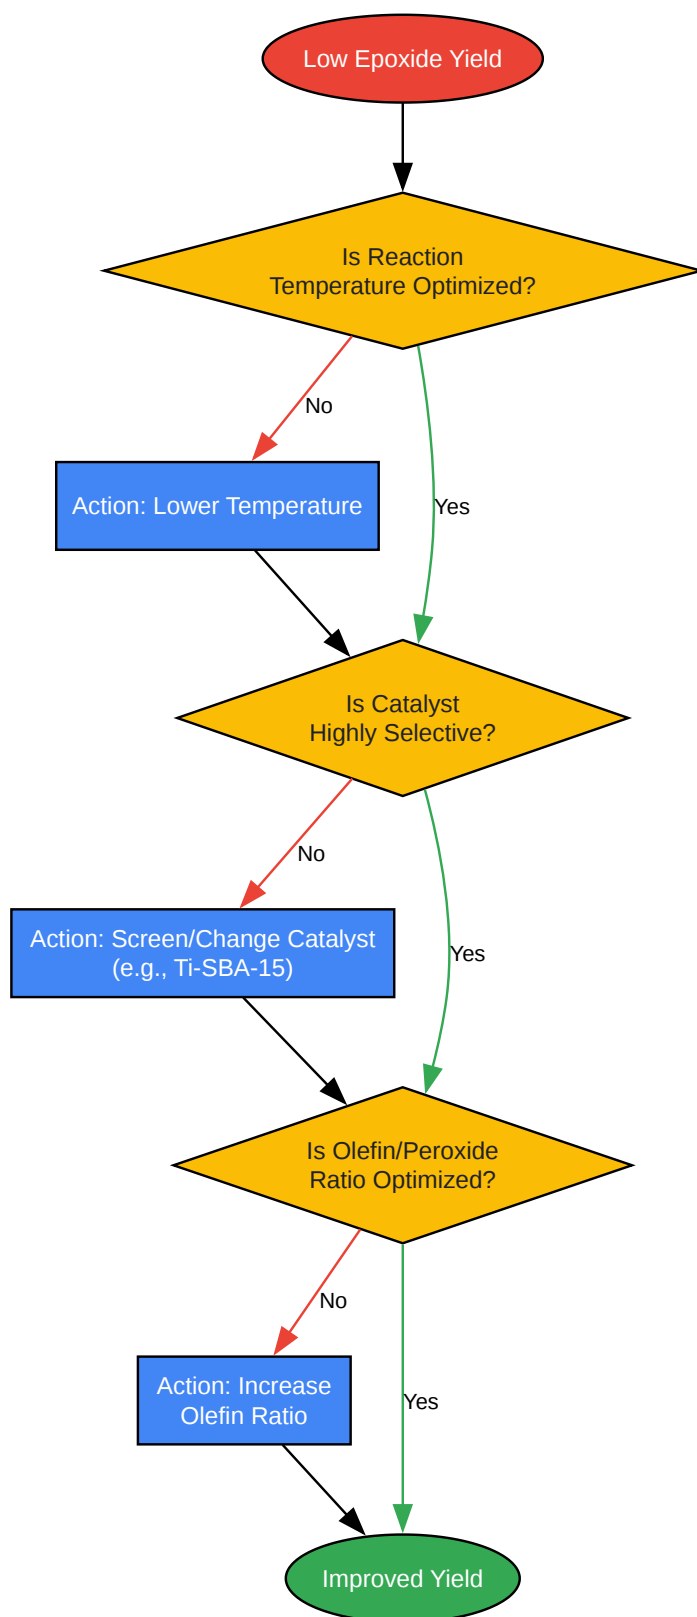 Low Epoxide Yield
Is Reaction
Temperature Optimized?
No
Action: Lower Temperature
Yes
Is Catalyst
Highly Selective?
No
Action: Screen/Change Catalyst
(e.g., Ti-SBA-15)
Yes
Is Olefin/Peroxide
Ratio Optimized?
No
Action: Increase
Olefin Ratio
Yes
Improved Yield